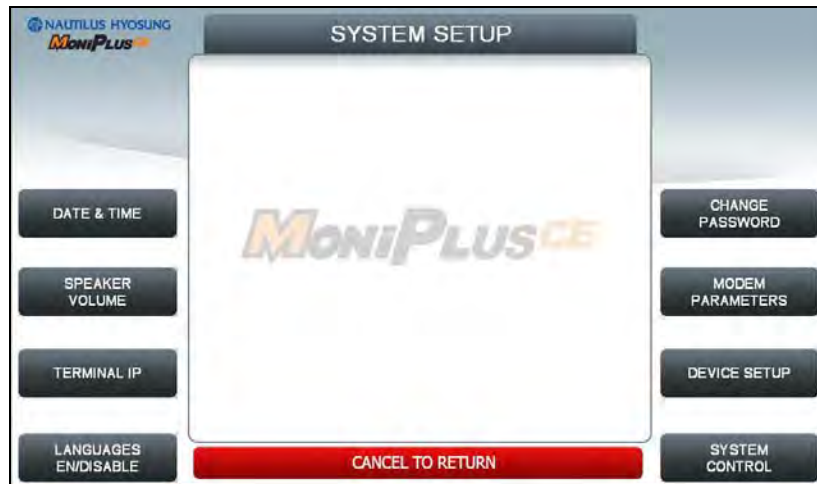 NAUTILUS HYOSUNG
MONIPLUS CE
SYSTEM SETUP
MONIPLUS CE
DATE & TIME
SPEAKER
VOLUME
TERMINAL IP
LANGUAGES
EN/DISABLE
CHANGE
PASSWORD
MODEM
PARAMETERS
DEVICE SETUP
SYSTEM
CONTROL
CANCEL TO RETURN